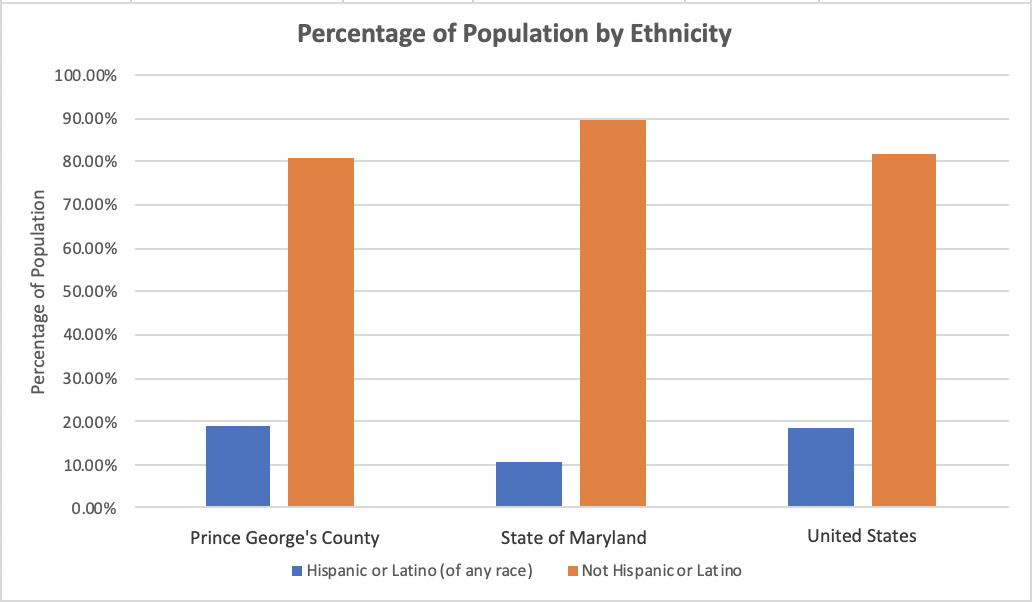 Percentage of Population by Ethnicity
100.00%
90.00%
80.00%
70.00%
60.00%
50.00%
40.00%
30.00%
20.00%
10.00%
0.00%
Percentage of Population
Prince George's County
State of Maryland
United States
Hispanic or Latino (of any race)
Not Hispanic or Latino